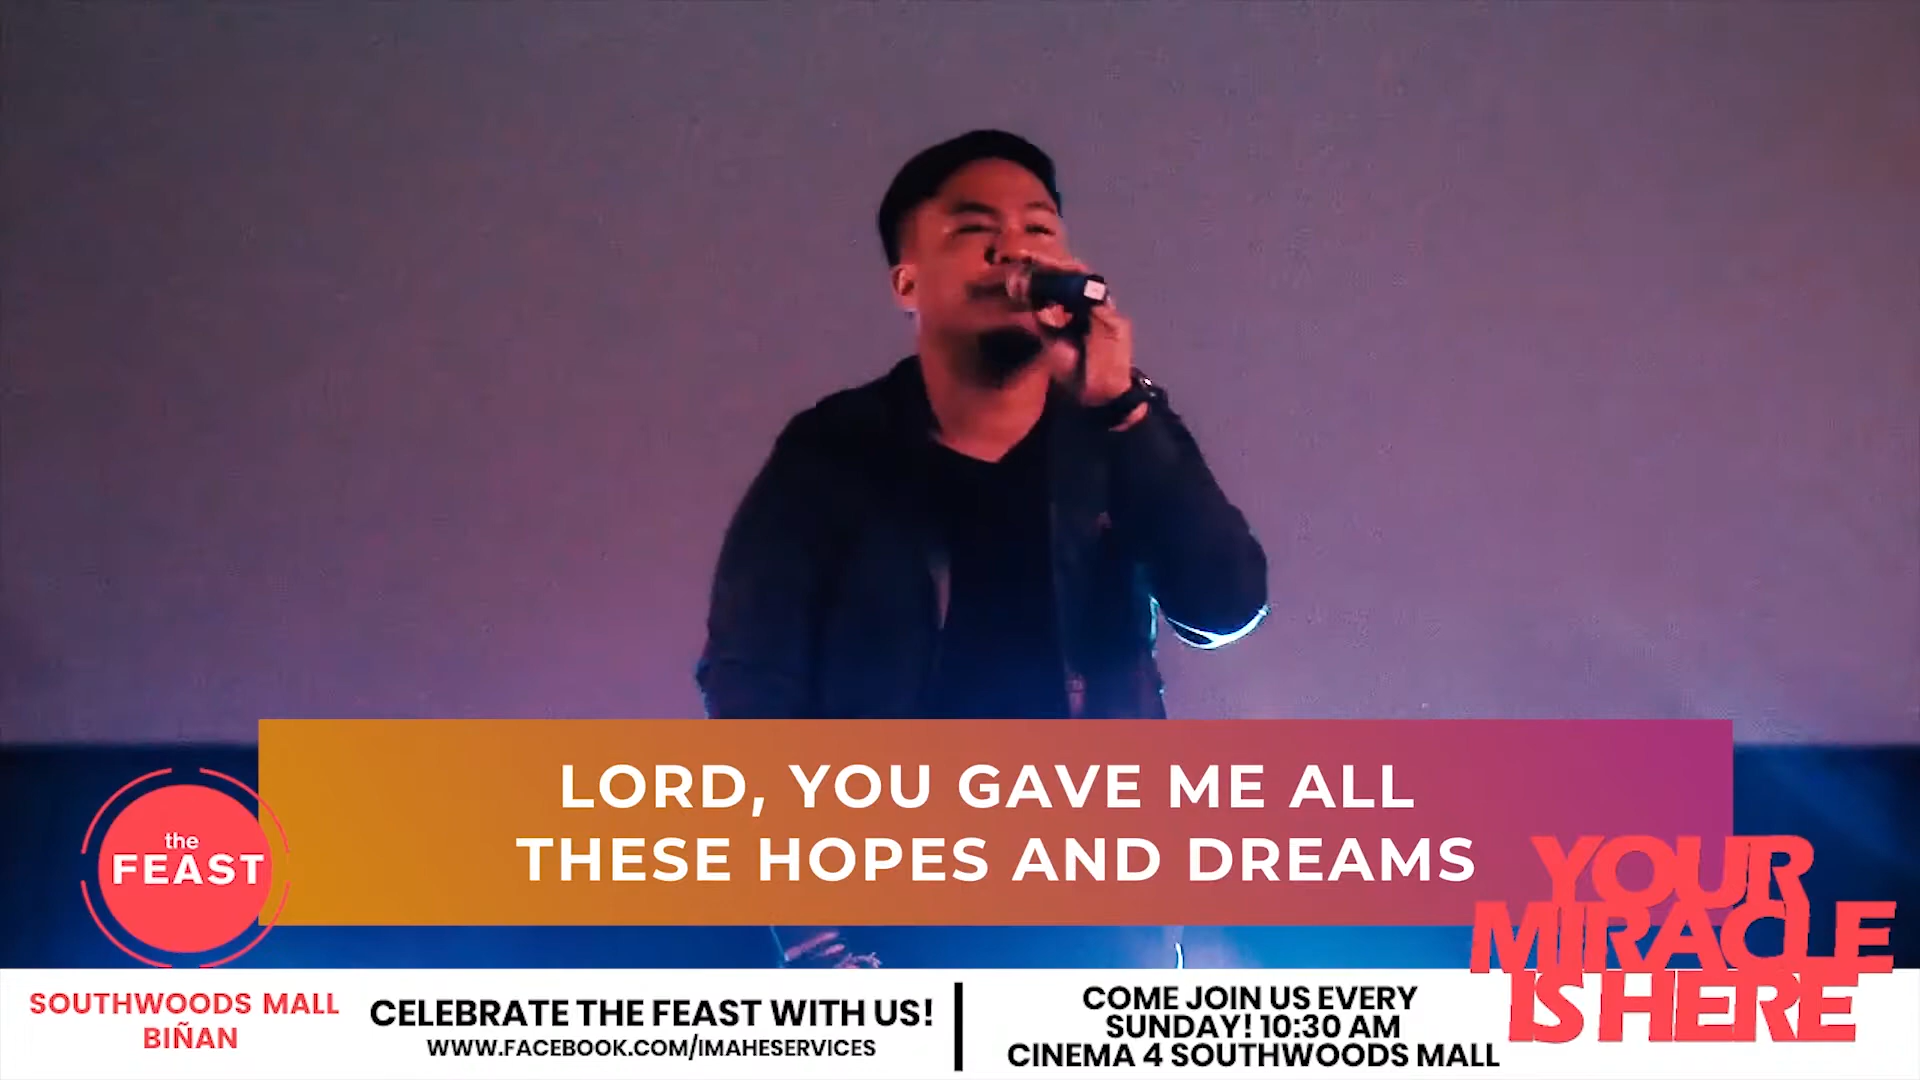 LORD, YOU GAVE ME ALL
THESE HOPES AND DREAMS
the
FEAST
YOUR
MIRACLE
IS HERE
SOUTHWOODS MALL
BIÑAN
CELEBRATE THE FEAST WITH US!
WWW.FACEBOOK.COM/IMAHESERVICES
COME JOIN US EVERY
SUNDAY! 10:30 AM
CINEMA 4 SOUTHWOODS MALL